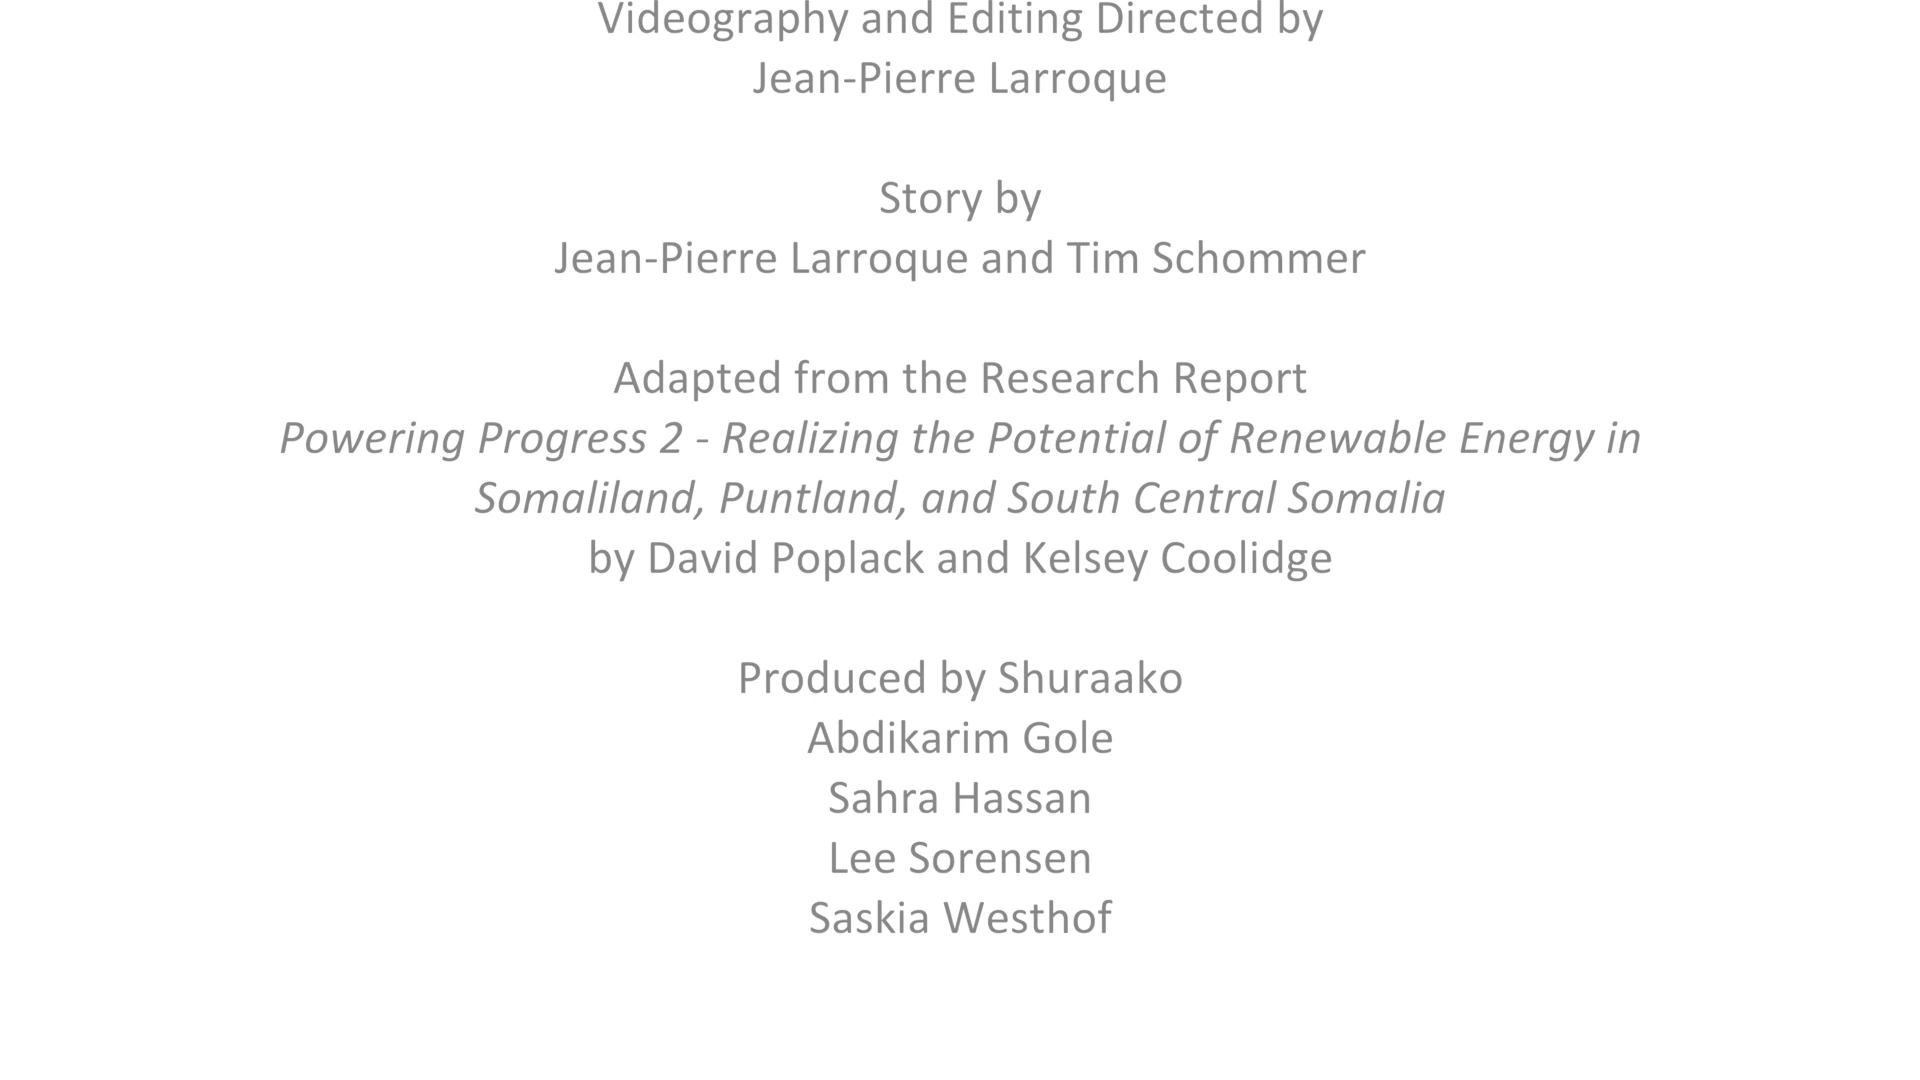 Videography and Editing Directed by
Jean-Pierre Larroque
Story by
Jean-Pierre Larroque and Tim Schommer
Adapted from the Research Report
Powering Progress 2 - Realizing the Potential of Renewable Energy in
Somaliland, Puntland, and South Central Somalia
by David Poplack and Kelsey Coolidge
Produced by Shuraako
Abdikarim Gole
Sahra Hassan
Lee Sorensen
Saskia Westhof